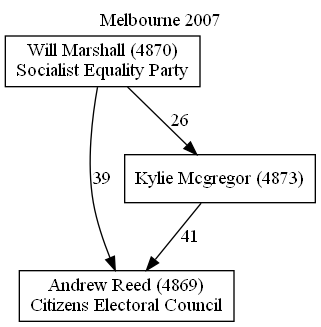 Melbourne 2007
Will Marshall (4870)
Socialist Equality Party
26
Kylie Mcgregor (4873)
39
41
Andrew Reed (4869)
Citizens Electoral Council